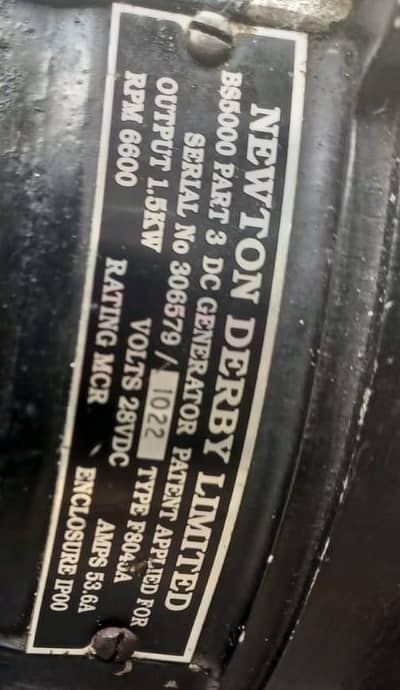 NEWTON DERBY LIMITED
BS5000 PART 3 DC GENERATOR PATENT APPLIED FOR
SERIAL No 306579 / 1022 TYPE F8043A
OUTPUT 1.5KW VOLTS 28VDC AMPS 53.6A
RPM 6600 RATING MCR ENCLOSURE IP00